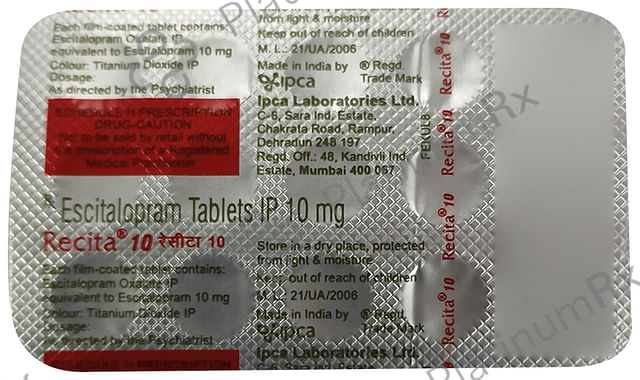 Each film-coated tablet contains:
Escitalopram Oxalate IP
equivalent to Escitalopram 10 mg
Colour: Titanium Dioxide IP
Dosage:
As directed by the Psychiatrist
SCHEDULE H PRESCRIPTION
DRUG-CAUTION
Not to be sold by retail without
the prescription of a Registered
Medical Practitioner
from light & moisture
Keep out of reach of children
M. L.: 21/UA/2006
Made in India by ® Regd.
ipca Trade Mark
Ipca Laboratories Ltd.
C-6, Sara Ind. Estate,
Chakrata Road, Rampur,
Dehradun 248 197
Regd. Off.: 48, Kandivli Ind.
Estate, Mumbai 400 067
Recita® 10
Recita® 10
Recita® 10
Escitalopram Tablets IP 10 mg
Recita® 10 रेसीटा 10
Each film-coated tablet contains:
Escitalopram Oxalate IP
equivalent to Escitalopram 10 mg
Colour: Titanium Dioxide IP
Dosage:
As directed by the Psychiatrist
SCHEDULE H PRESCRIPTION
Store in a dry place, protected
from light & moisture
Keep out of reach of children
M. L.: 21/UA/2006
Made in India by ® Regd.
ipca Trade Mark
Ipca Laboratories Ltd.
C-6, Sara Ind. Estate,
PlatinumRx